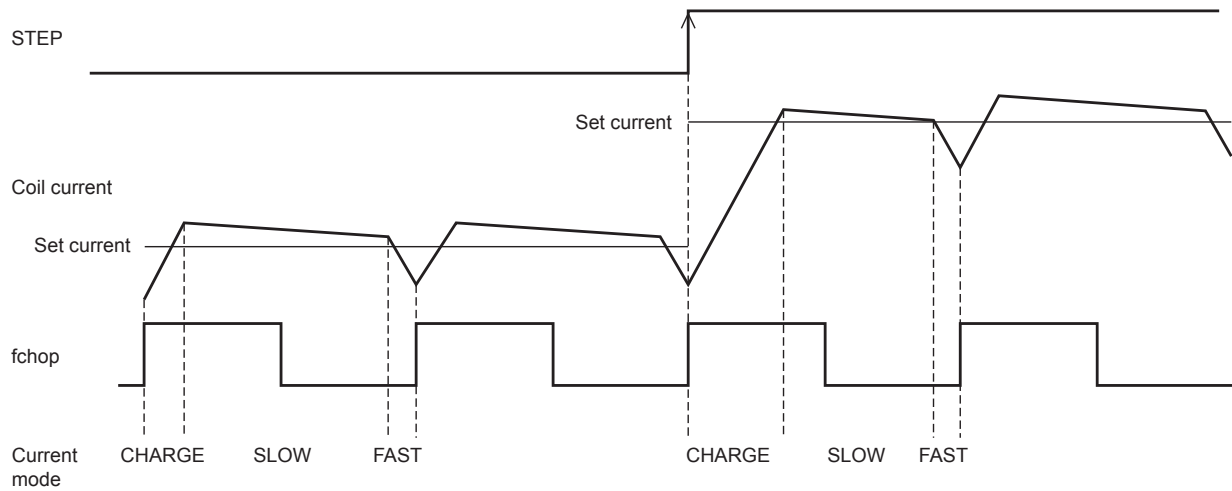 STEP
Set current
Coil current
Set current
fchop
Current
mode
CHARGE SLOW FAST CHARGE SLOW FAST